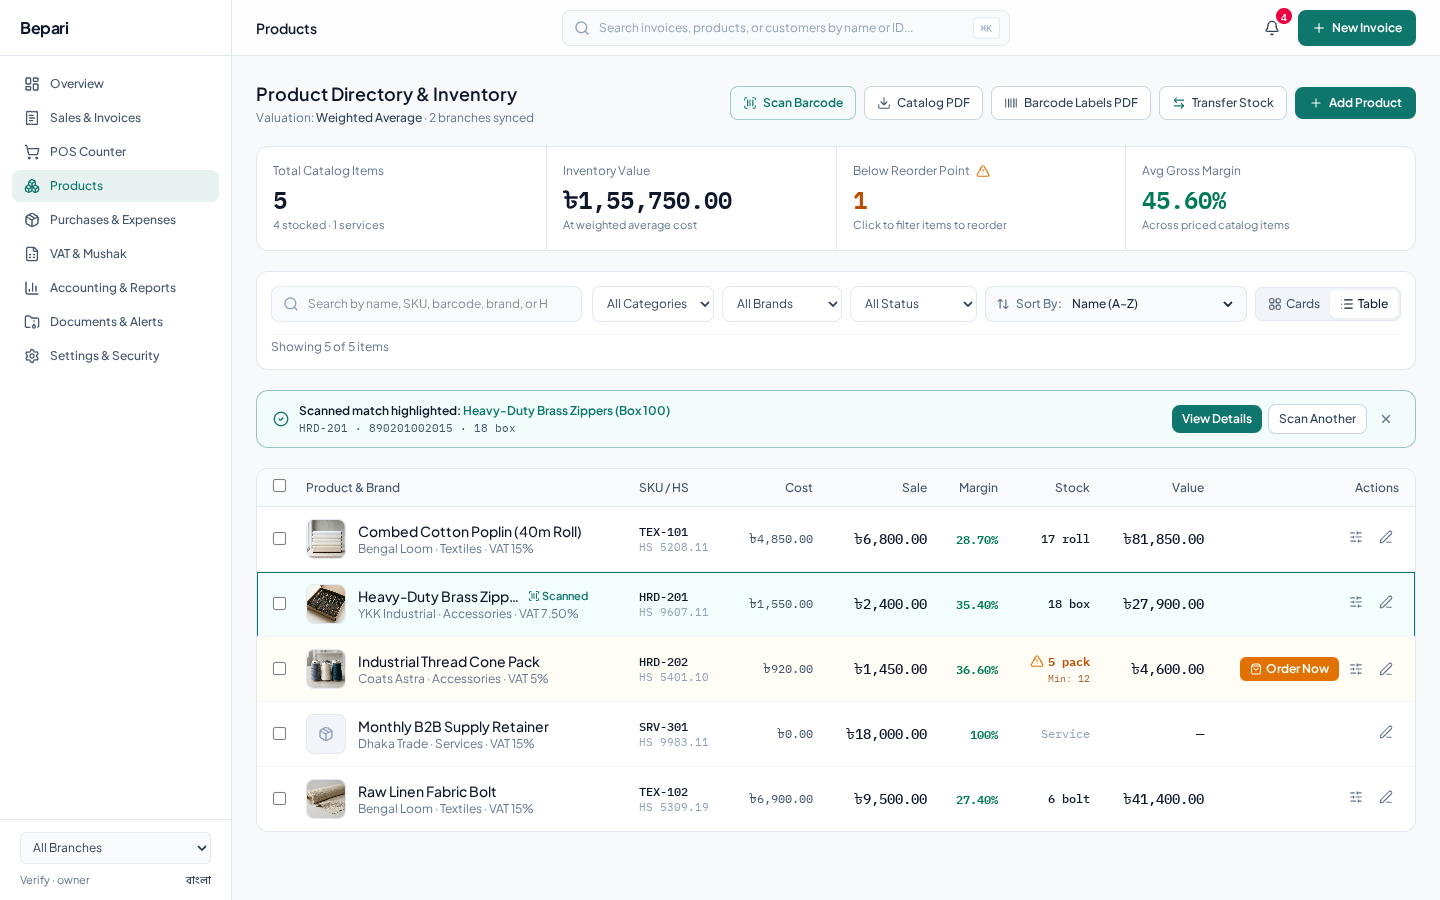 Bepari
Products
Search invoices, products, or customers by name or ID...
⌘K
4
New Invoice
Overview
Sales & Invoices
POS Counter
Products
Purchases & Expenses
VAT & Mushak
Accounting & Reports
Documents & Alerts
Settings & Security
All Branches
Verify · owner
বাংলা
Product Directory & Inventory
Valuation: Weighted Average · 2 branches synced
Scan Barcode
Catalog PDF
Barcode Labels PDF
Transfer Stock
Add Product
Total Catalog Items
5
4 stocked · 1 services
Inventory Value
৳1,55,750.00
At weighted average cost
Below Reorder Point
1
Click to filter items to reorder
Avg Gross Margin
45.60%
Across priced catalog items
Search by name, SKU, barcode, brand, or H
All Categories
All Brands
All Status
Sort By: Name (A–Z)
Cards
Table
Showing 5 of 5 items
Scanned match highlighted: Heavy-Duty Brass Zippers (Box 100)
HRD-201 · 890201002015 · 18 box
View Details
Scan Another
Product & Brand SKU / HS Cost Sale Margin Stock Value Actions
Combed Cotton Poplin (40m Roll)
Bengal Loom · Textiles · VAT 15%
TEX-101
HS 5208.11
৳4,850.00 ৳6,800.00 28.70% 17 roll ৳81,850.00
Heavy-Duty Brass Zipp... Scanned
YKK Industrial · Accessories · VAT 7.50%
HRD-201
HS 9607.11
৳1,550.00 ৳2,400.00 35.40% 18 box ৳27,900.00
Industrial Thread Cone Pack
Coats Astra · Accessories · VAT 5%
HRD-202
HS 5401.10
৳920.00 ৳1,450.00 36.60% 5 pack
Min: 12
৳4,600.00 Order Now
Monthly B2B Supply Retainer
Dhaka Trade · Services · VAT 15%
SRV-301
HS 9983.11
৳0.00 ৳18,000.00 100% Service —
Raw Linen Fabric Bolt
Bengal Loom · Textiles · VAT 15%
TEX-102
HS 5309.19
৳6,900.00 ৳9,500.00 27.40% 6 bolt ৳41,400.00